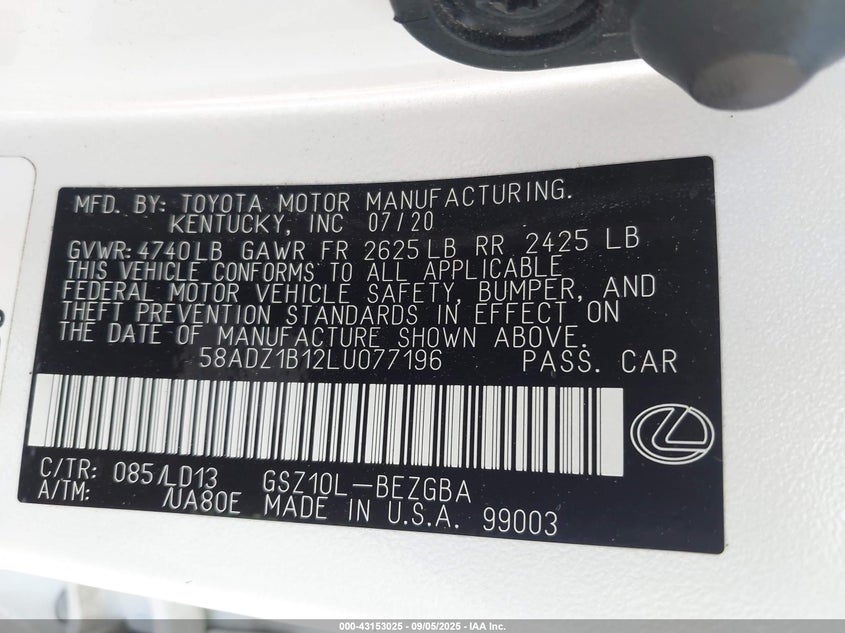 MFD. BY: TOYOTA MOTOR MANUFACTURING.
KENTUCKY, INC 07/20
GVWR: 4740LB GAWR FR 2625 LB RR 2425 LB
THIS VEHICLE CONFORMS TO ALL APPLICABLE
FEDERAL MOTOR VEHICLE SAFETY, BUMPER, AND
THEFT PREVENTION STANDARDS IN EFFECT ON
THE DATE OF MANUFACTURE SHOWN ABOVE.
58ADZ1B12LU077196 PASS. CAR
C/TR: 085/LD13 GSZ10L-BEZGBA
A/TM: /UA80E MADE IN U.S.A. 99003
000-43153025 - 09/05/2025 - IAA Inc.